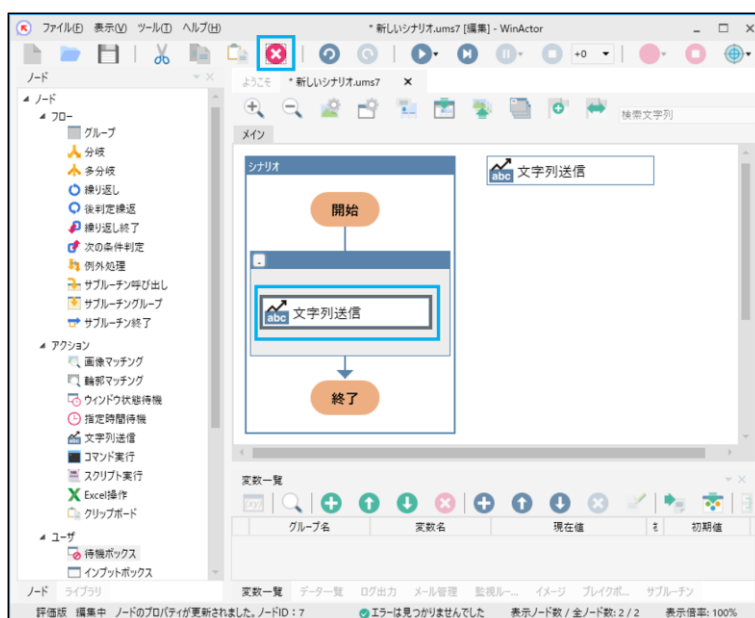 ファイル(F) 表示(V) ツール(T) ヘルプ(H) * 新しいシナリオ.ums7 [編集] - WinActor
+0
ノード
ようこそ * 新しいシナリオ.ums7
検索文字列
メイン
ノード
フロー
グループ
分岐
多分岐
繰り返し
後判定繰返
繰り返し終了
次の条件判定
例外処理
サブルーチン呼び出し
サブルーチングループ
サブルーチン終了
アクション
画像マッチング
輪郭マッチング
ウィンドウ状態待機
指定時間待機
文字列送信
コマンド実行
スクリプト実行
Excel操作
クリップボード
ユーザ
待機ボックス
インプットボックス
ノード ライブラリ
シナリオ
開始
-
abc 文字列送信
終了
abc 文字列送信
変数一覧
グループ名 変数名 現在値 初期値
変数一覧 データ一覧 ログ出力 メール管理 監視ルー... イメージ ブレイクポ... サブルーチン
評価版 編集中 ノードのプロパティが更新されました。ノードID:7 エラーは見つかりませんでした 表示ノード数 / 全ノード数: 2 / 2 表示倍率: 100%